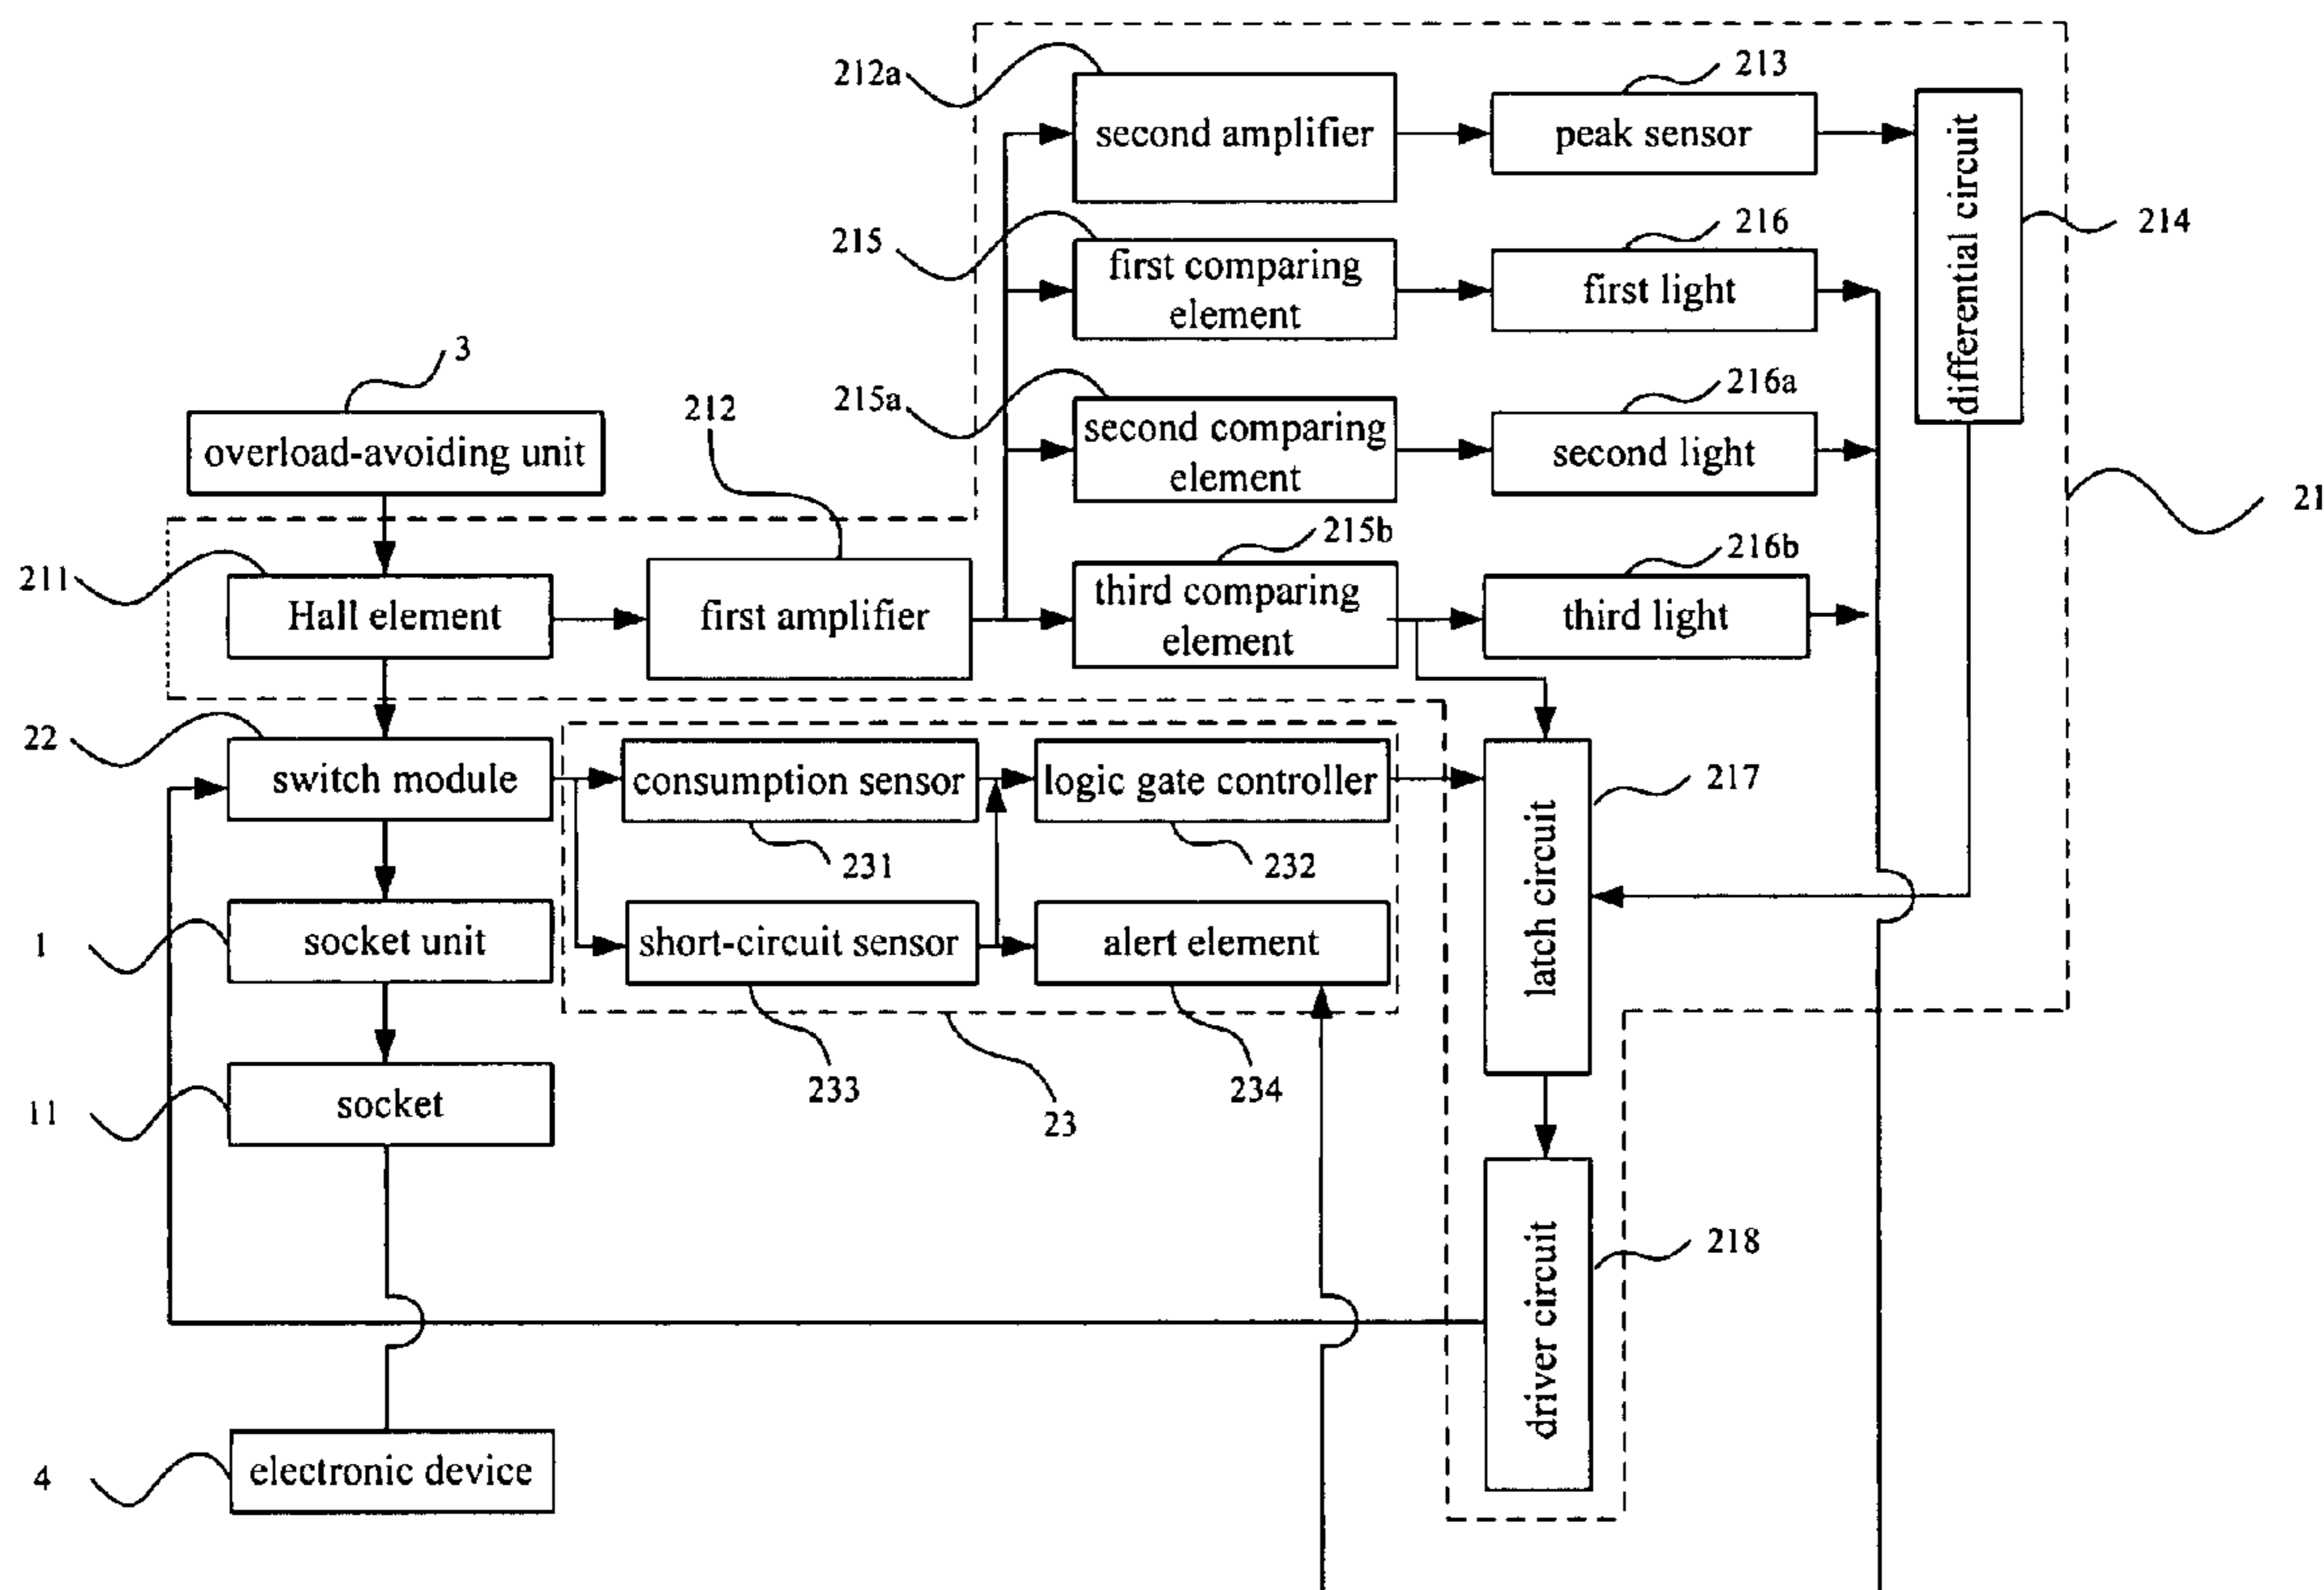 212a
second amplifier
213
peak sensor
differential circuit
214
215
first comparing
element
216
first light
3
overload-avoiding unit
212
215a
second comparing
element
216a
second light
21
211
Hall element
first amplifier
215b
third comparing
element
216b
third light
22
switch module
consumption sensor
231
logic gate controller
232
latch circuit
217
1
socket unit
short-circuit sensor
233
alert element
234
23
11
socket
driver circuit
218
4
electronic device